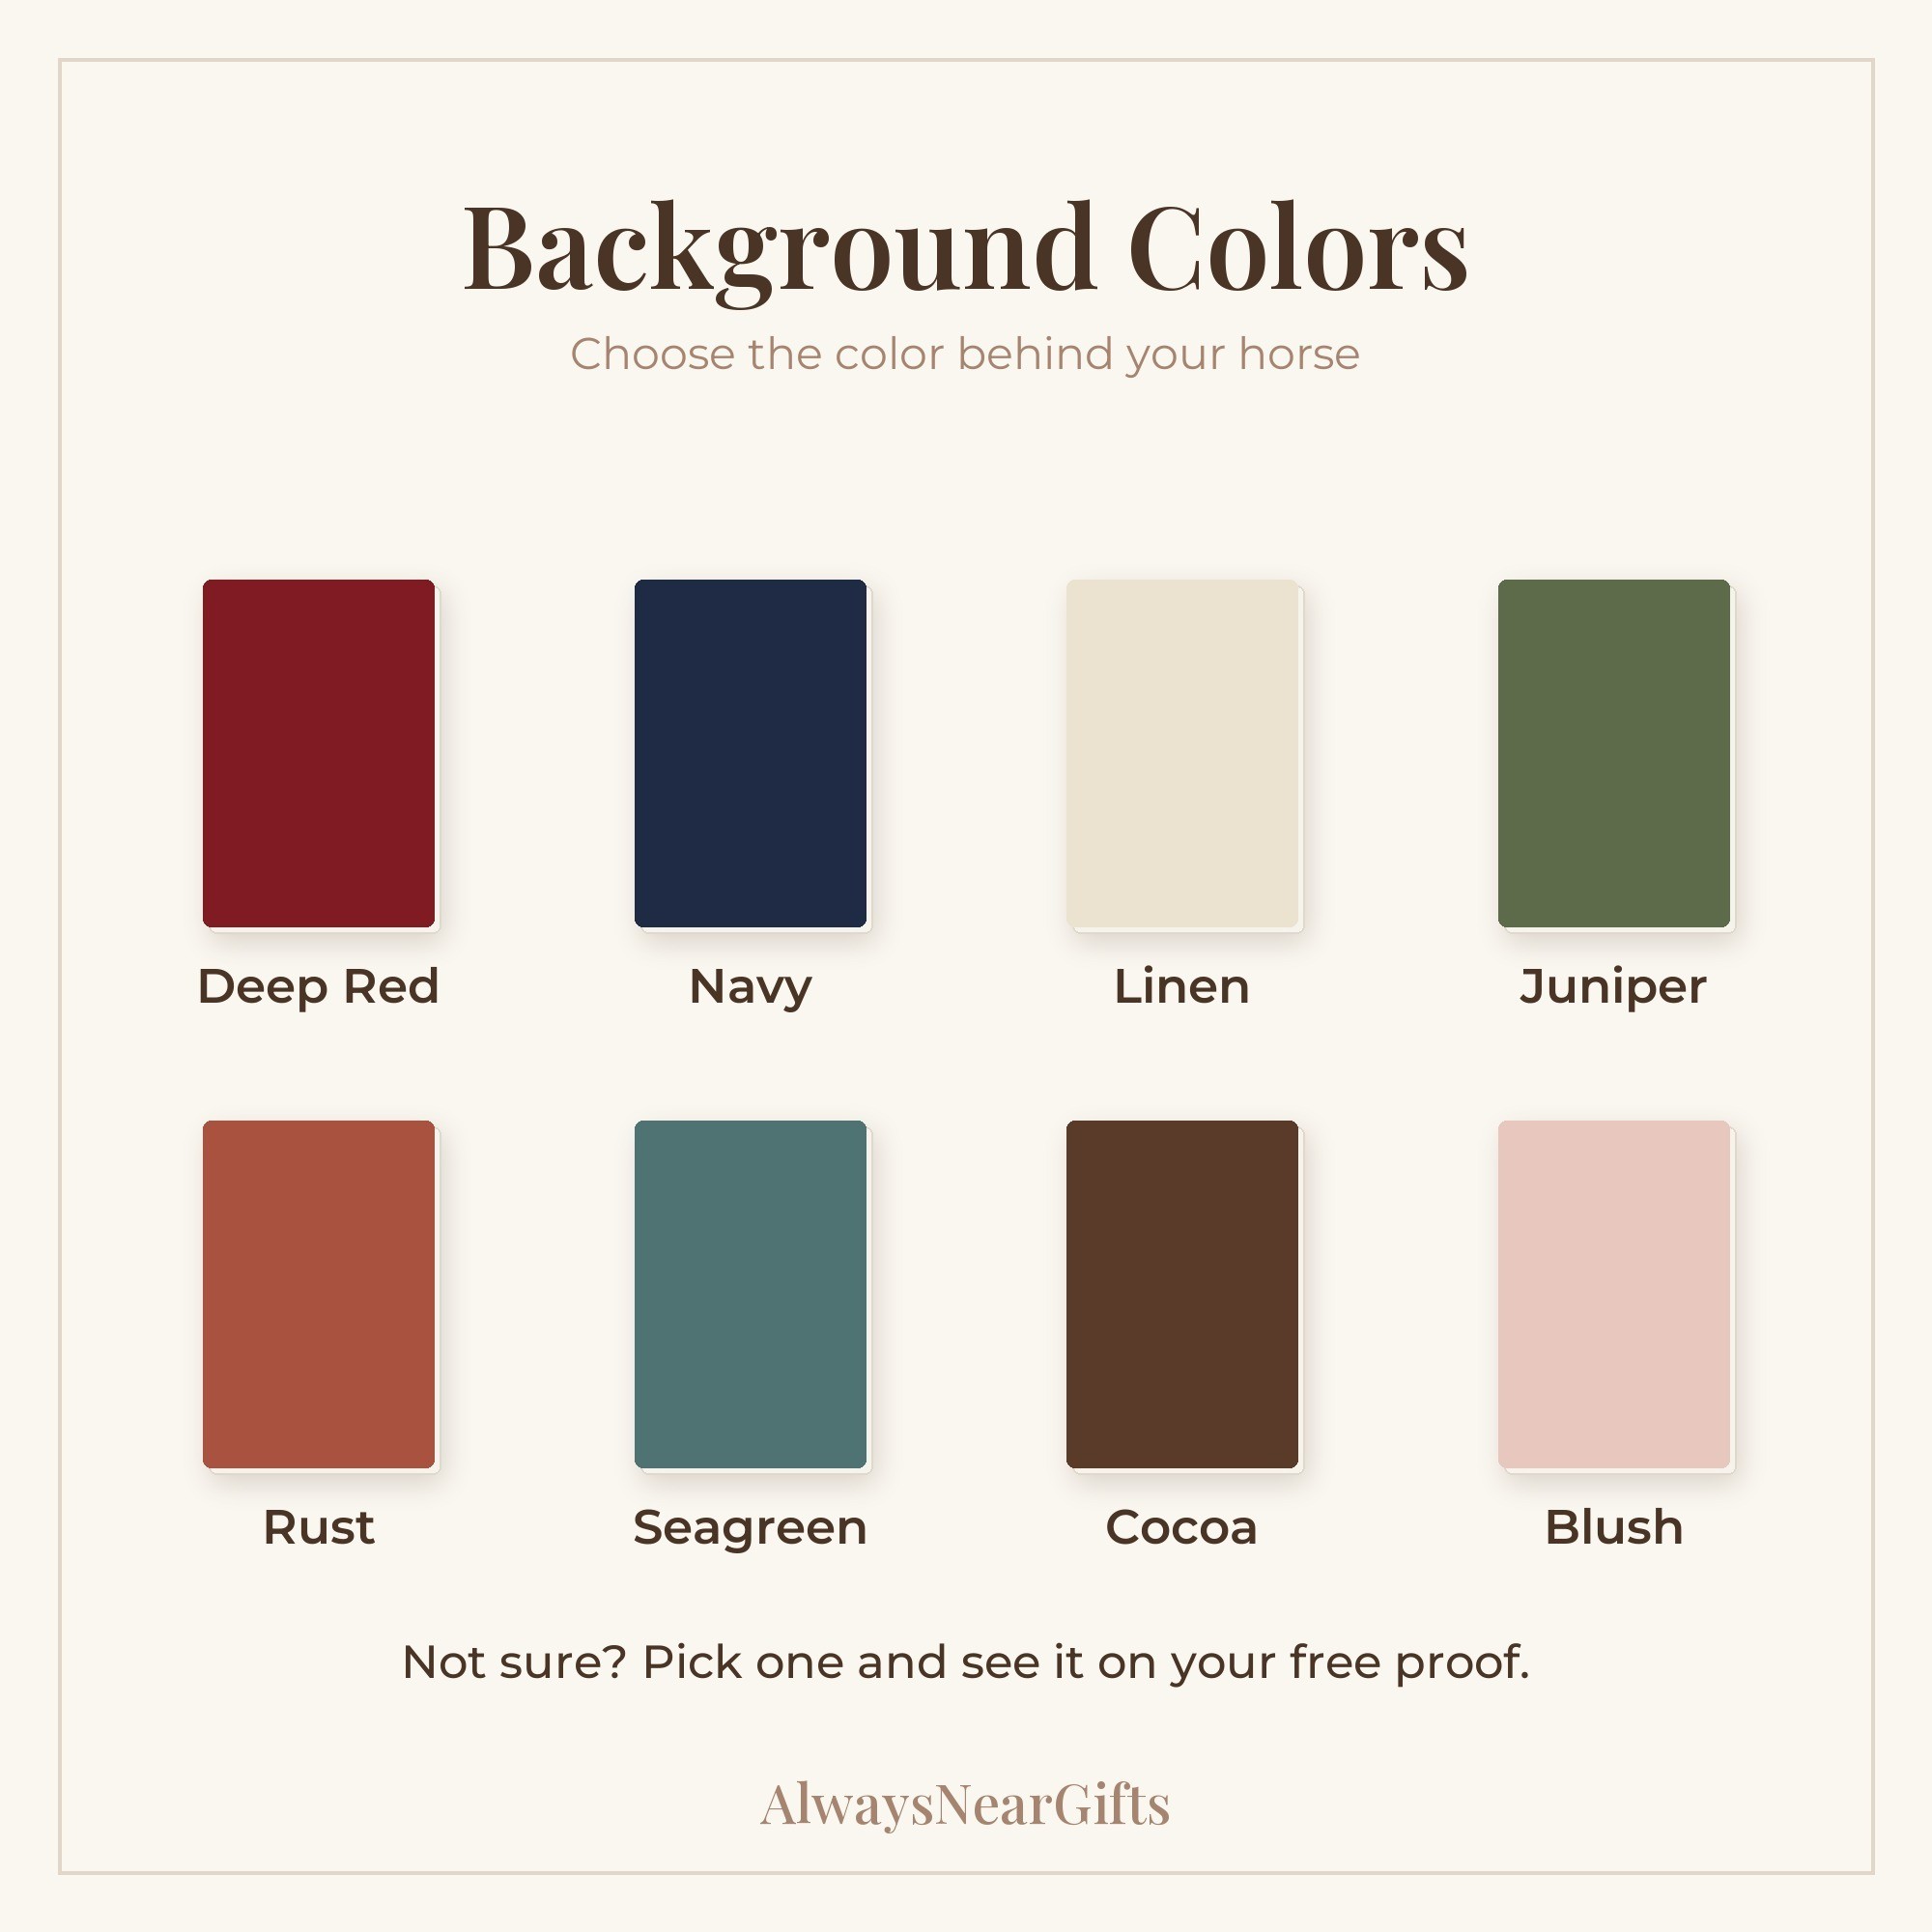 Background Colors
Choose the color behind your horse
Deep Red
Navy
Linen
Juniper
Rust
Seagreen
Cocoa
Blush
Not sure? Pick one and see it on your free proof.
AlwaysNearGifts